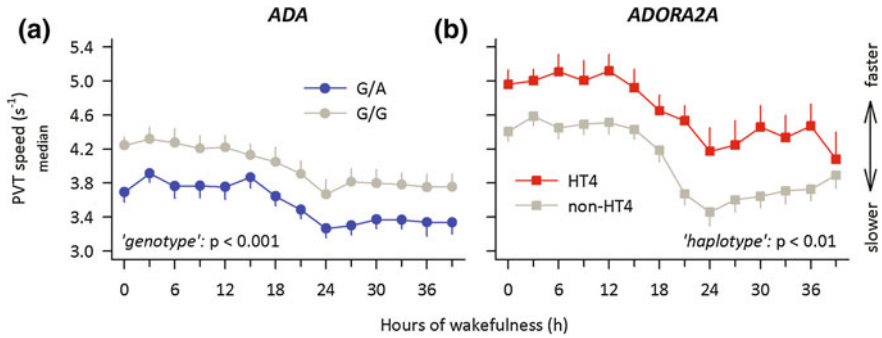 (a) ADA
(b) ADORA2A
PVT speed (s⁻¹)
median
5.4
5.0
4.6
4.2
3.8
3.4
3.0
G/A
G/G
'genotype': p < 0.001
0 6 12 18 24 30 36
HT4
non-HT4
'haplotype': p < 0.01
0 6 12 18 24 30 36
faster
slower
Hours of wakefulness (h)